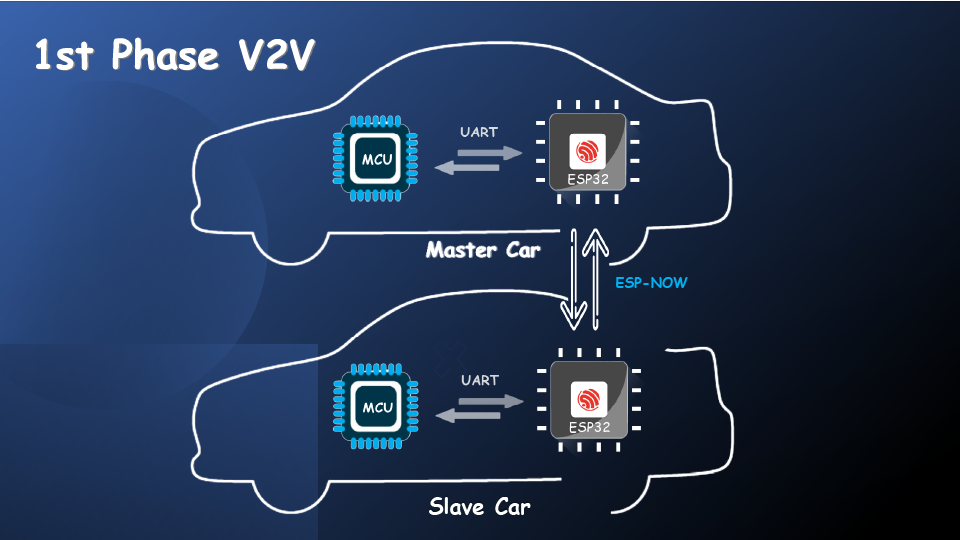 1st Phase V2V
UART
MCU
ESP32
Master Car
ESP-NOW
UART
MCU
ESP32
Slave Car